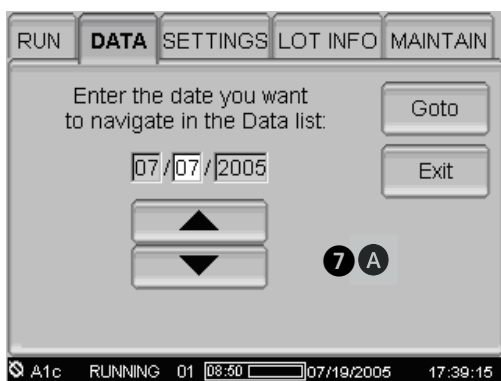 RUN DATA SETTINGS LOT INFO MAINTAIN
Enter the date you want
to navigate in the Data list:
Goto
07 / 07 / 2005
Exit
7 A
A1c RUNNING 01 08:50 07/19/2005 17:39:15